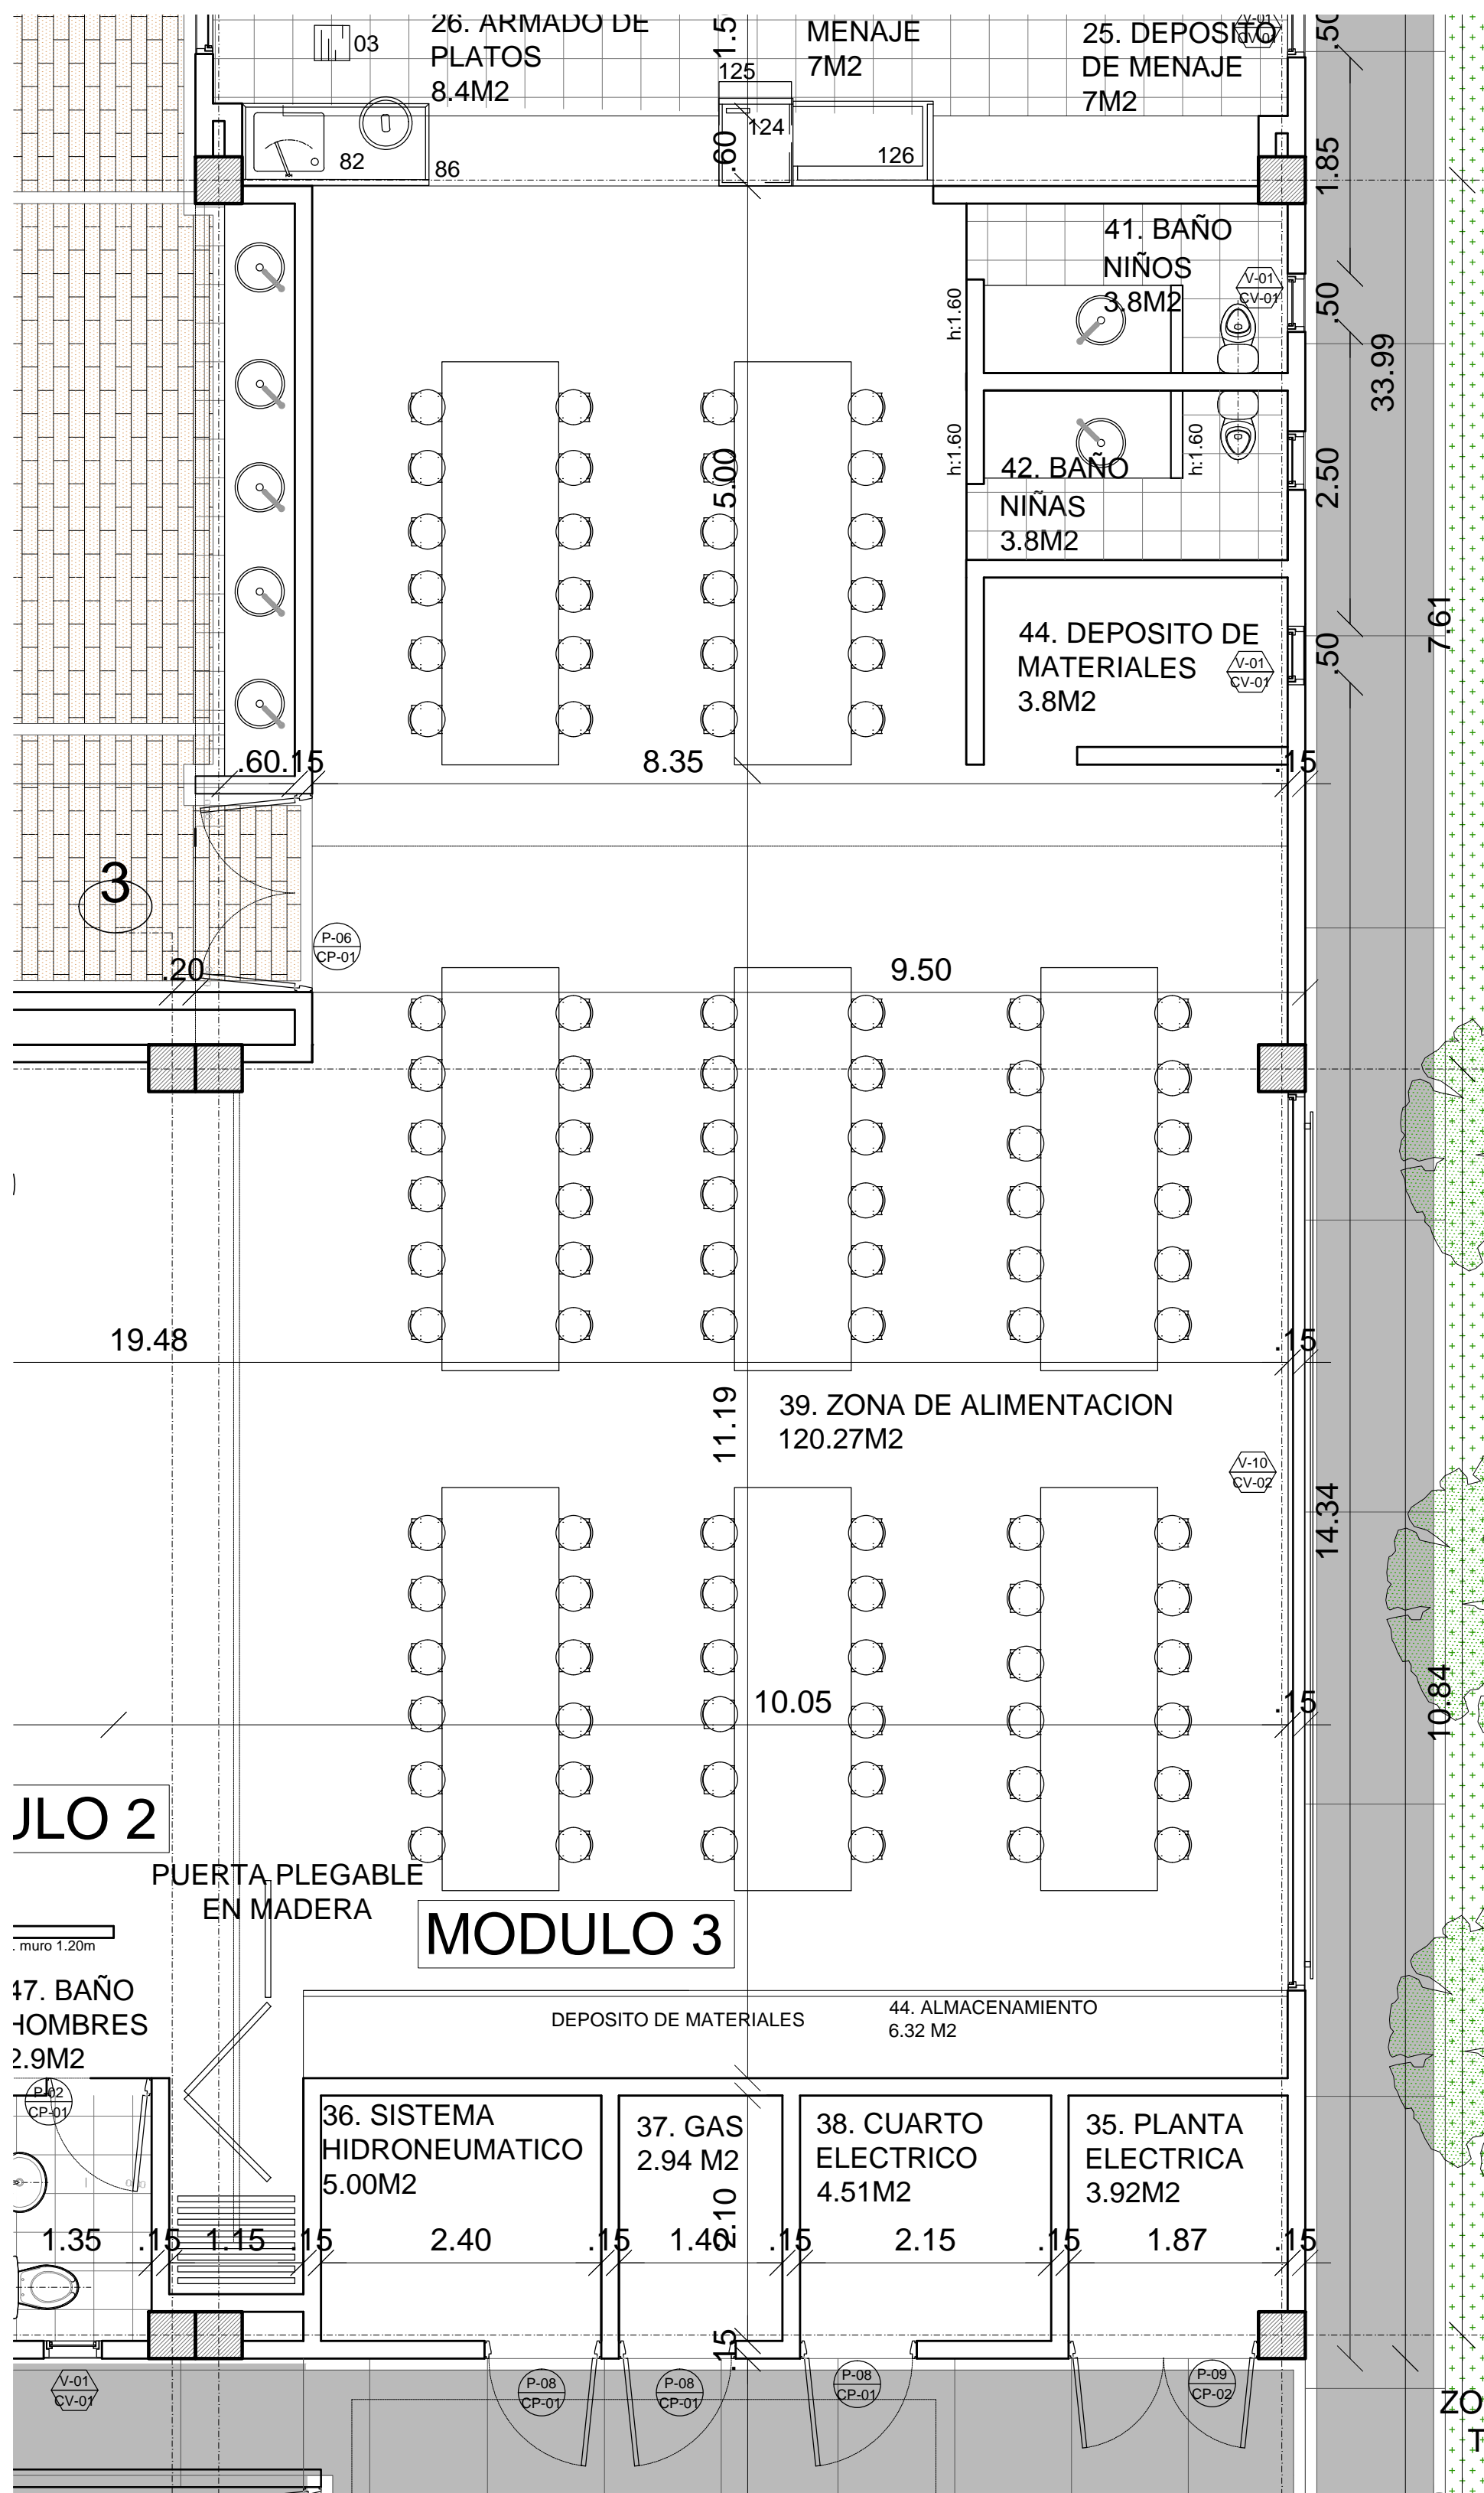 26. ARMADO DE
PLATOS
8.4M2
03
1.5
MENAJE
7M2
25. DEPOSITO
DE MENAJE
7M2
V-01
CV-01
.50
125
124
.60
126
82
86
1.85
41. BAÑO
NIÑOS
3.8M2
V-01
CV-01
h:1.60
.50
33.99
h:1.60
h:1.60
42. BAÑO
NIÑAS
3.8M2
5.00
2.50
44. DEPOSITO DE
MATERIALES
3.8M2
V-01
CV-01
.50
7.61
.60
.15
8.35
.15
3
P-06
CP-01
.20
9.50
19.48
.15
11.19
39. ZONA DE ALIMENTACION
120.27M2
V-10
CV-02
14.34
10.05
.15
10.84
ULO 2
PUERTA PLEGABLE
EN MADERA
MODULO 3
. muro 1.20m
47. BAÑO
HOMBRES
2.9M2
P-02
CP-01
DEPOSITO DE MATERIALES
44. ALMACENAMIENTO
6.32 M2
36. SISTEMA
HIDRONEUMATICO
5.00M2
37. GAS
2.94 M2
38. CUARTO
ELECTRICO
4.51M2
35. PLANTA
ELECTRICA
3.92M2
1.35
.15
1.15
.15
2.40
.15
1.40
2.10
.15
2.15
.15
1.87
.15
.15
V-01
CV-01
P-08
CP-01
P-08
CP-01
P-08
CP-01
P-09
CP-02
ZO
T